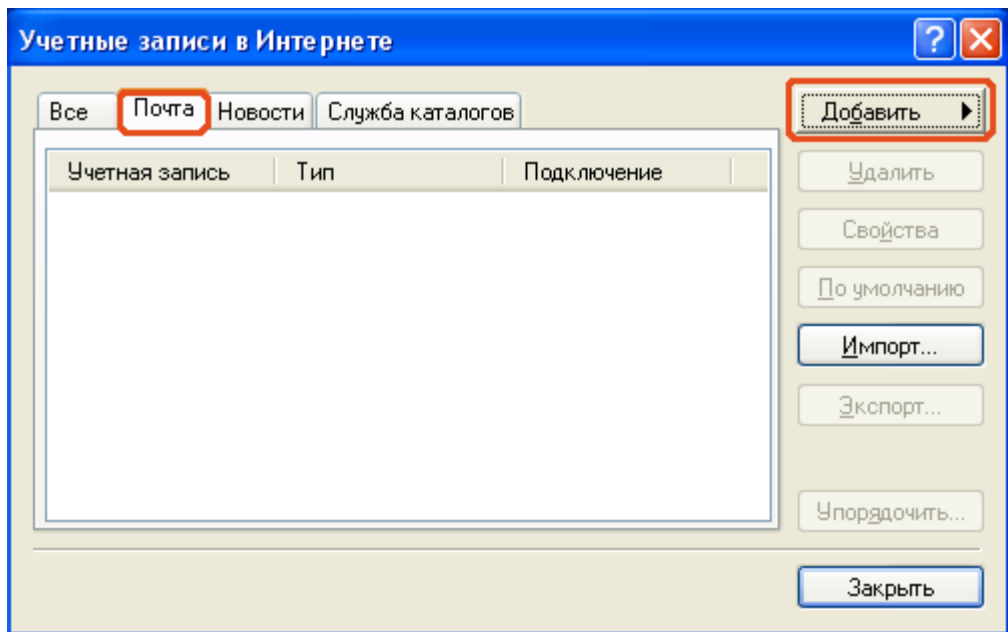 Учетные записи в Интернете
Все Почта Новости Служба каталогов
Добавить
Учетная запись Тип Подключение
Удалить
Свойства
По умолчанию
Импорт...
Экспорт...
Упорядочить...
Закрыть